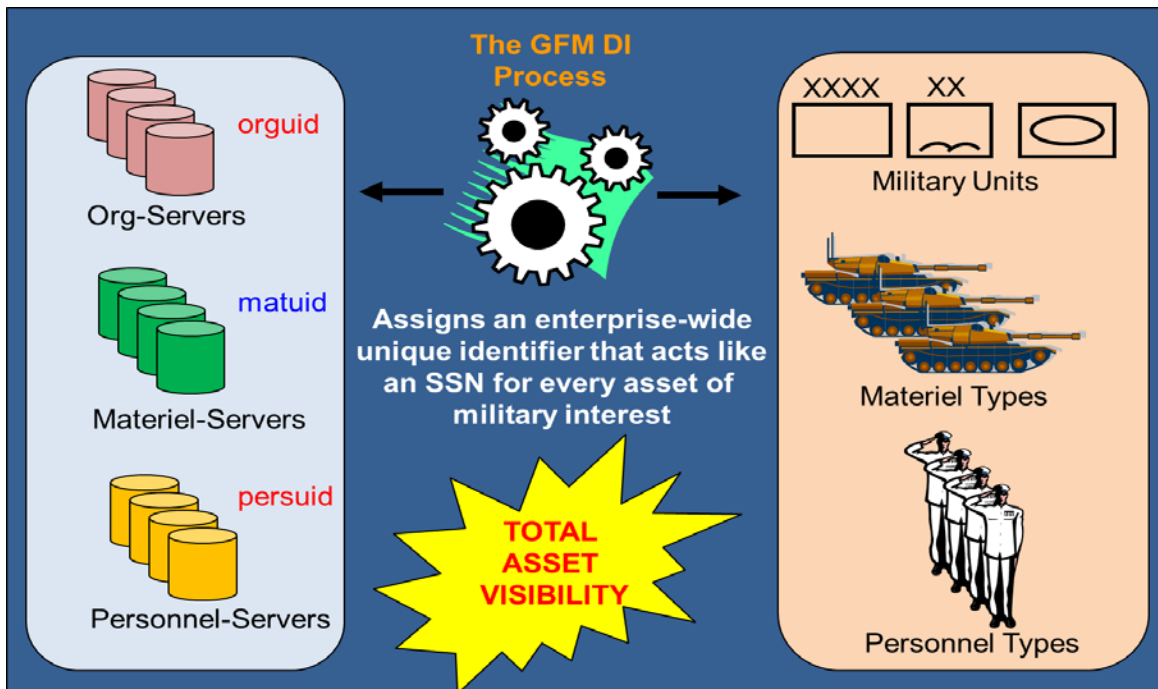 The GFM DI
Process
orguid
Org-Servers
matuid
Materiel-Servers
persuid
Personnel-Servers
Assigns an enterprise-wide
unique identifier that acts like
an SSN for every asset of
military interest
TOTAL
ASSET
VISIBILITY
XXXX XX
Military Units
Materiel Types
Personnel Types